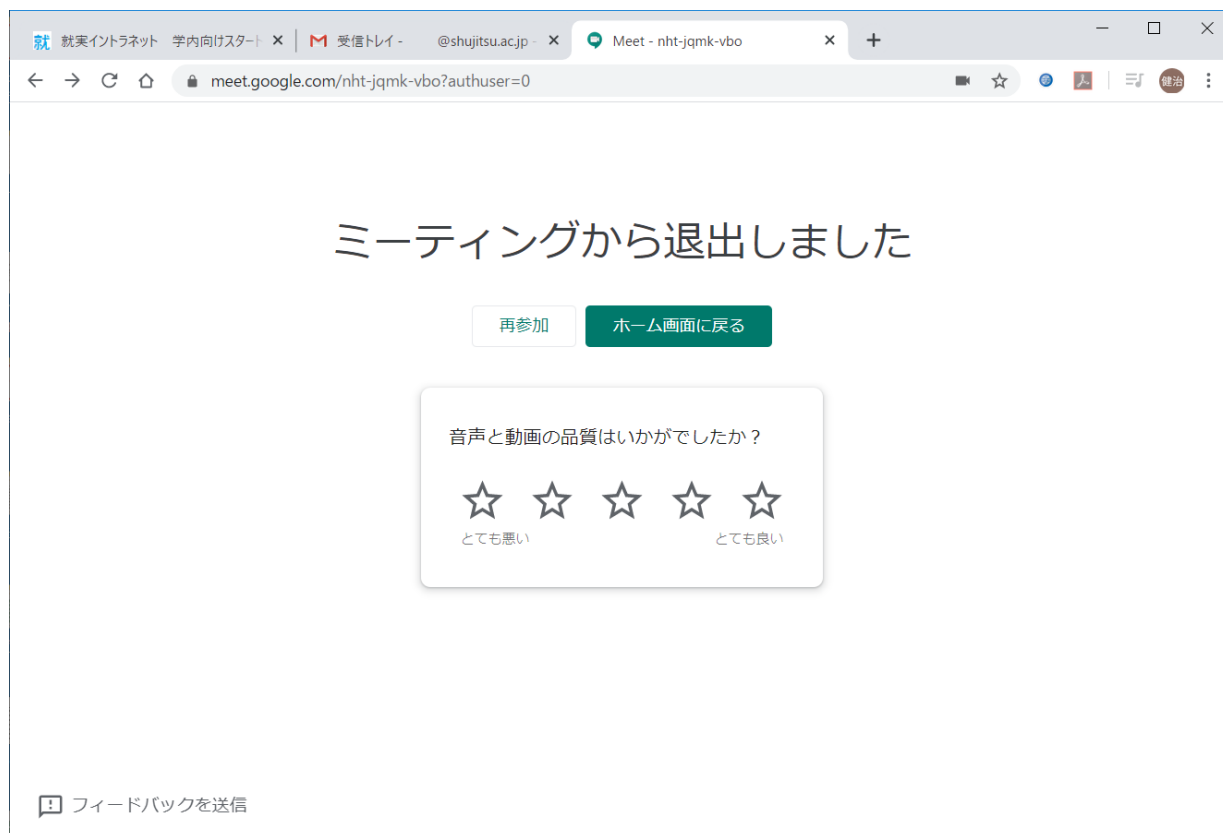 就 就実イントラネット 学内向けスタート
受信トレイ - @shujitsu.ac.jp -
Meet - nht-jqmk-vbo
meet.google.com/nht-jqmk-vbo?authuser=0
健治
ミーティングから退出しました
再参加
ホーム画面に戻る
音声と動画の品質はいかがでしたか？
とても悪い
とても良い
フィードバックを送信